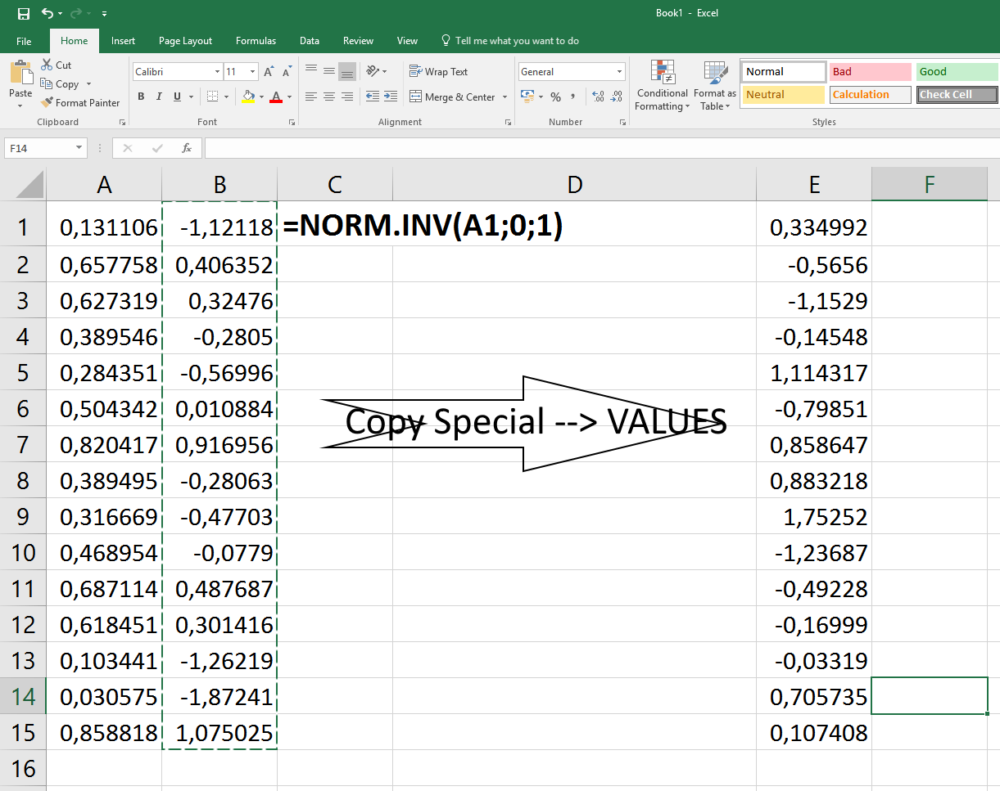 Book1 - Excel
File Home Insert Page Layout Formulas Data Review View Tell me what you want to do
Paste
Cut
Copy
Format Painter
Clipboard
Calibri 11
B I U A
Font
Wrap Text
Merge & Center
Alignment
General
% ,
Number
Conditional Formatting
Format as Table
Normal Bad Good
Neutral Calculation Check Cell
Styles
F14 fx
A B C D E F
1 0,131106 -1,12118 =NORM.INV(A1;0;1) 0,334992
2 0,657758 0,406352 -0,5656
3 0,627319 0,32476 -1,1529
4 0,389546 -0,2805 -0,14548
5 0,284351 -0,56996 1,114317
6 0,504342 0,010884 -0,79851
Copy Special --> VALUES
7 0,820417 0,916956 0,858647
8 0,389495 -0,28063 0,883218
9 0,316669 -0,47703 1,75252
10 0,468954 -0,0779 -1,23687
11 0,687114 0,487687 -0,49228
12 0,618451 0,301416 -0,16999
13 0,103441 -1,26219 -0,03319
14 0,030575 -1,87241 0,705735
15 0,858818 1,075025 0,107408
16